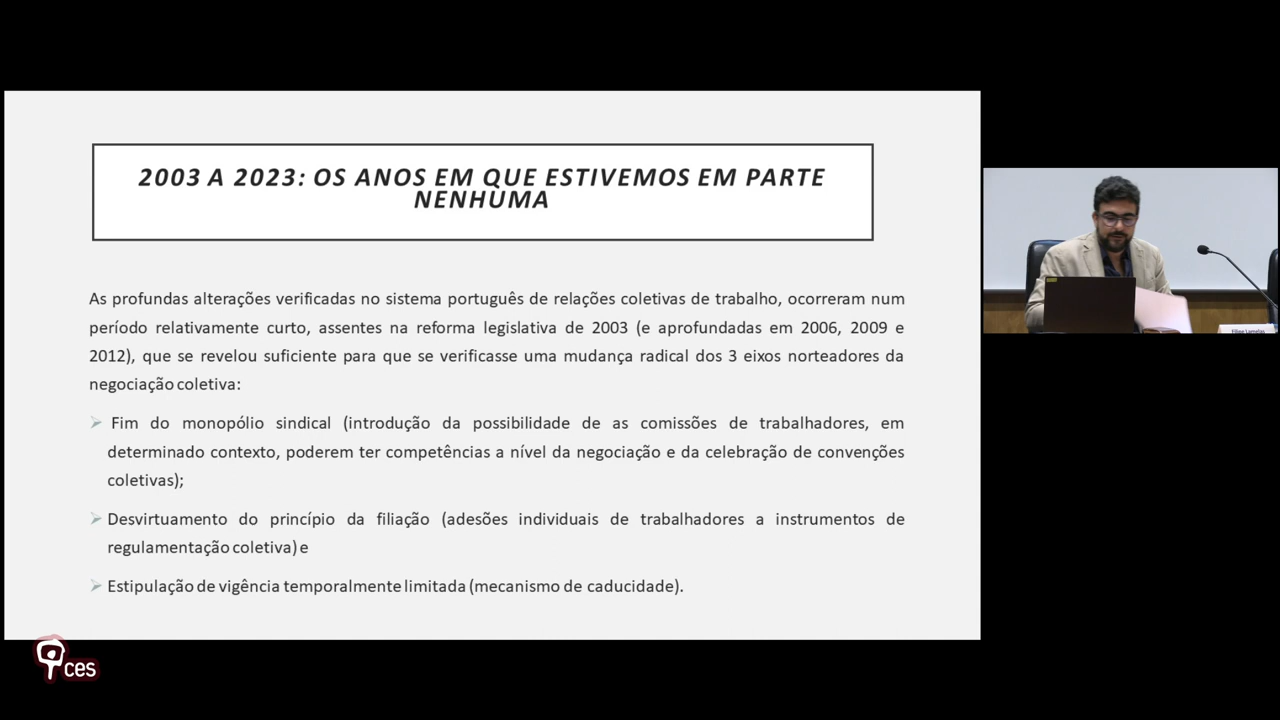 2003 A 2023: OS ANOS EM QUE ESTIVEMOS EM PARTE
NENHUMA
As profundas alterações verificadas no sistema português de relações coletivas de trabalho, ocorreram num
período relativamente curto, assentes na reforma legislativa de 2003 (e aprofundadas em 2006, 2009 e
2012), que se revelou suficiente para que se verificasse uma mudança radical dos 3 eixos norteadores da
negociação coletiva:
Fim do monopólio sindical (introdução da possibilidade de as comissões de trabalhadores, em
determinado contexto, poderem ter competências a nível da negociação e da celebração de convenções
coletivas);
Desvirtuamento do princípio da filiação (adesões individuais de trabalhadores a instrumentos de
regulamentação coletiva) e
Estipulação de vigência temporalmente limitada (mecanismo de caducidade).
Filipe Lamelas
ces